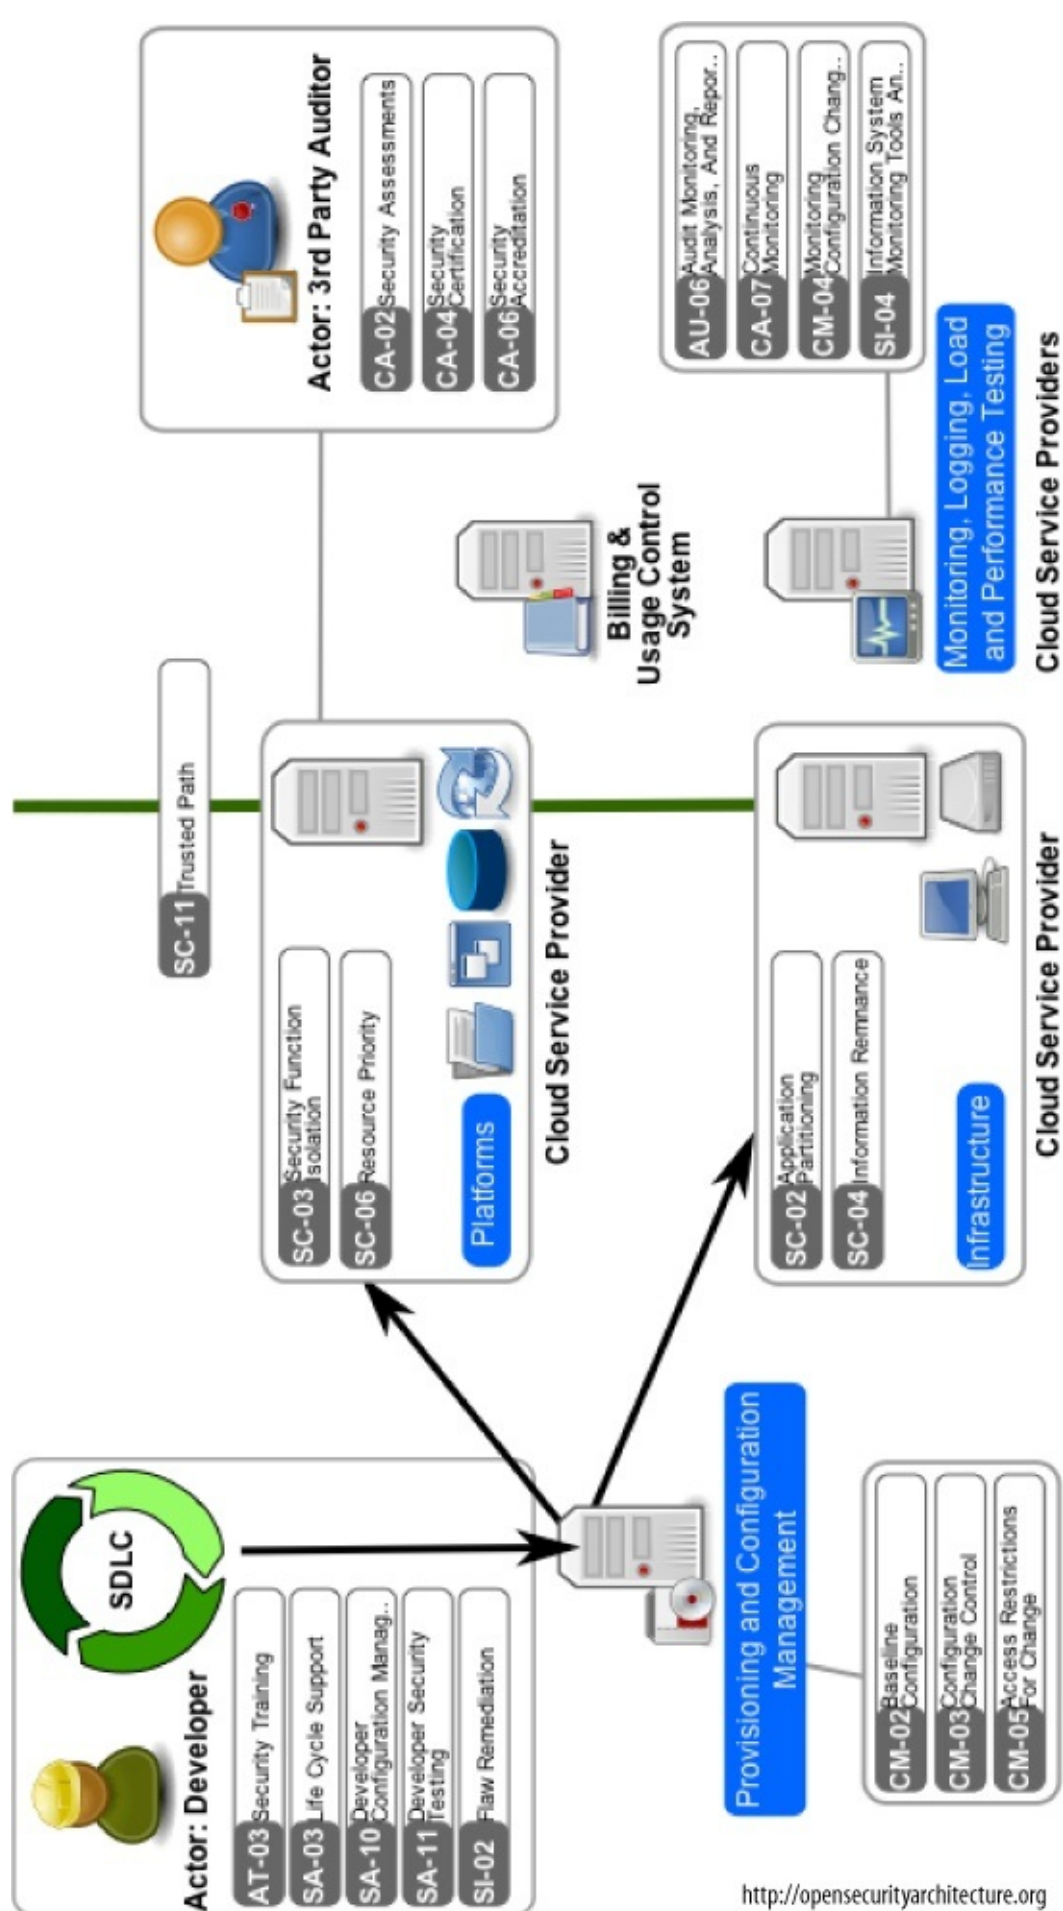 SDLC
Actor: Developer
AT-03 Security Training
SA-03 Life Cycle Support
SA-10 Developer
Configuration Manag..
SA-11 Developer Security
Testing
SI-02 Flaw Remediation
Provisioning and Configuration
Management
CM-02 Baseline
Configuration
CM-03 Configuration
Change Control
CM-05 Access Restrictions
For Change
SC-11 Trusted Path
SC-03 Security Function
Isolation
SC-06 Resource Priority
Platforms
Cloud Service Provider
SC-02 Application
Partitioning
SC-04 Information Remnance
Infrastructure
Cloud Service Provider
Actor: 3rd Party Auditor
CA-02 Security Assessments
CA-04 Security
Certification
CA-06 Security
Accreditation
Billing &
Usage Control
System
AU-06 Audit Monitoring,
Analysis, And Repor..
CA-07 Continuous
Monitoring
CM-04 Monitoring
Configuration Chang..
SI-04 Information System
Monitoring Tools An..
Monitoring, Logging, Load
and Performance Testing
Cloud Service Providers
http://opensecurityarchitecture.org